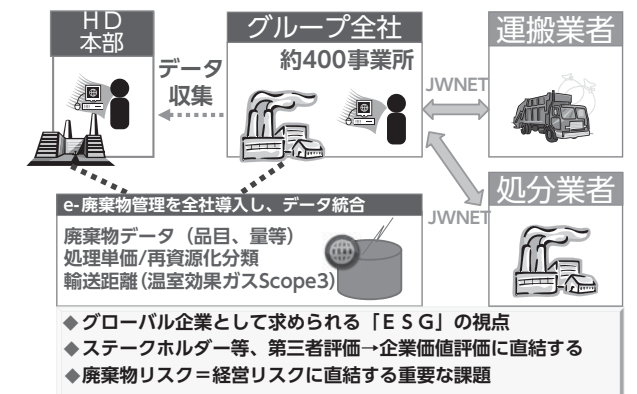 HD
本部
グループ全社
約400事業所
運搬業者
データ
収集
JWNET
処分業者
JWNET
e-廃棄物管理を全社導入し、データ統合
廃棄物データ（品目、量等）
処理単価/再資源化分類
輸送距離(温室効果ガスScope3)
◆グローバル企業として求められる「ＥＳＧ」の視点
◆ステークホルダー等、第三者評価→企業価値評価に直結する
◆廃棄物リスク＝経営リスクに直結する重要な課題